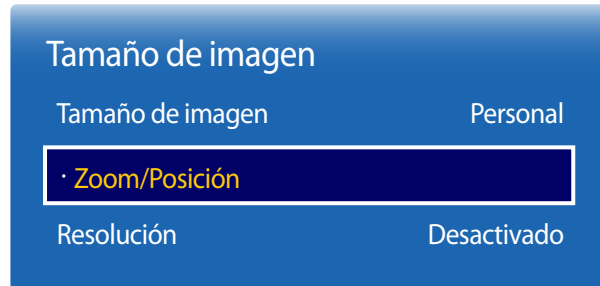 Tamaño de imagen
Tamaño de imagen Personal
· Zoom/Posición
Resolución Desactivado